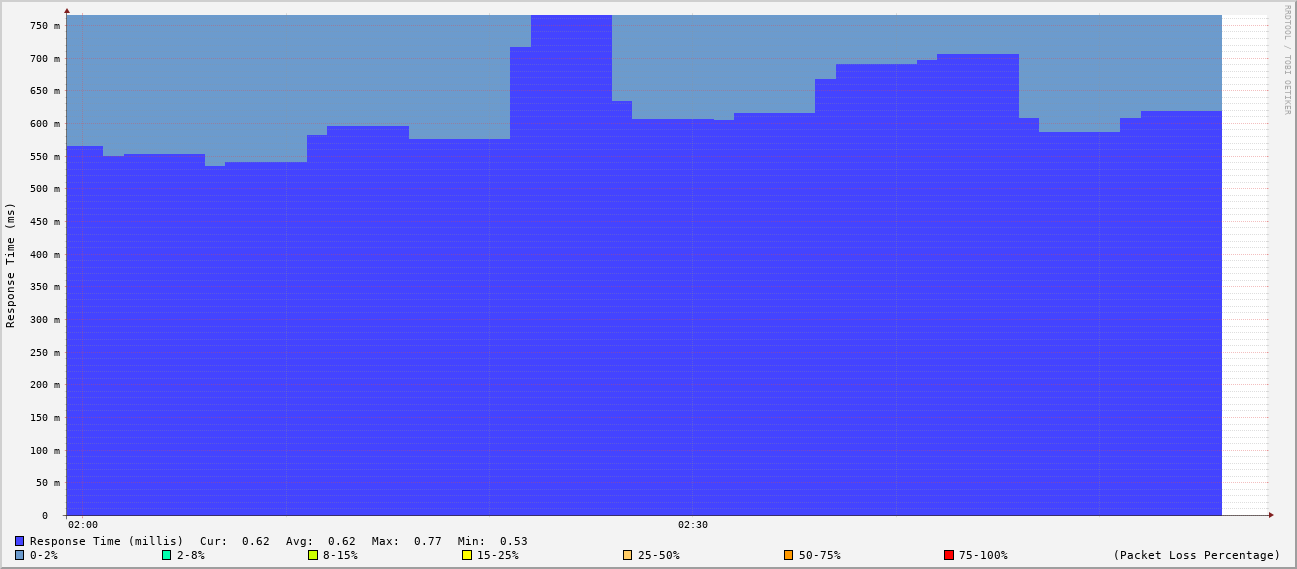 RRDTOOL / TOBI OETIKER
Response Time (ms)
750 m
700 m
650 m
600 m
550 m
500 m
450 m
400 m
350 m
300 m
250 m
200 m
150 m
100 m
50 m
0
02:00 02:30
Response Time (millis) Cur: 0.62 Avg: 0.62 Max: 0.77 Min: 0.53
0-2% 2-8% 8-15% 15-25% 25-50% 50-75% 75-100% (Packet Loss Percentage)